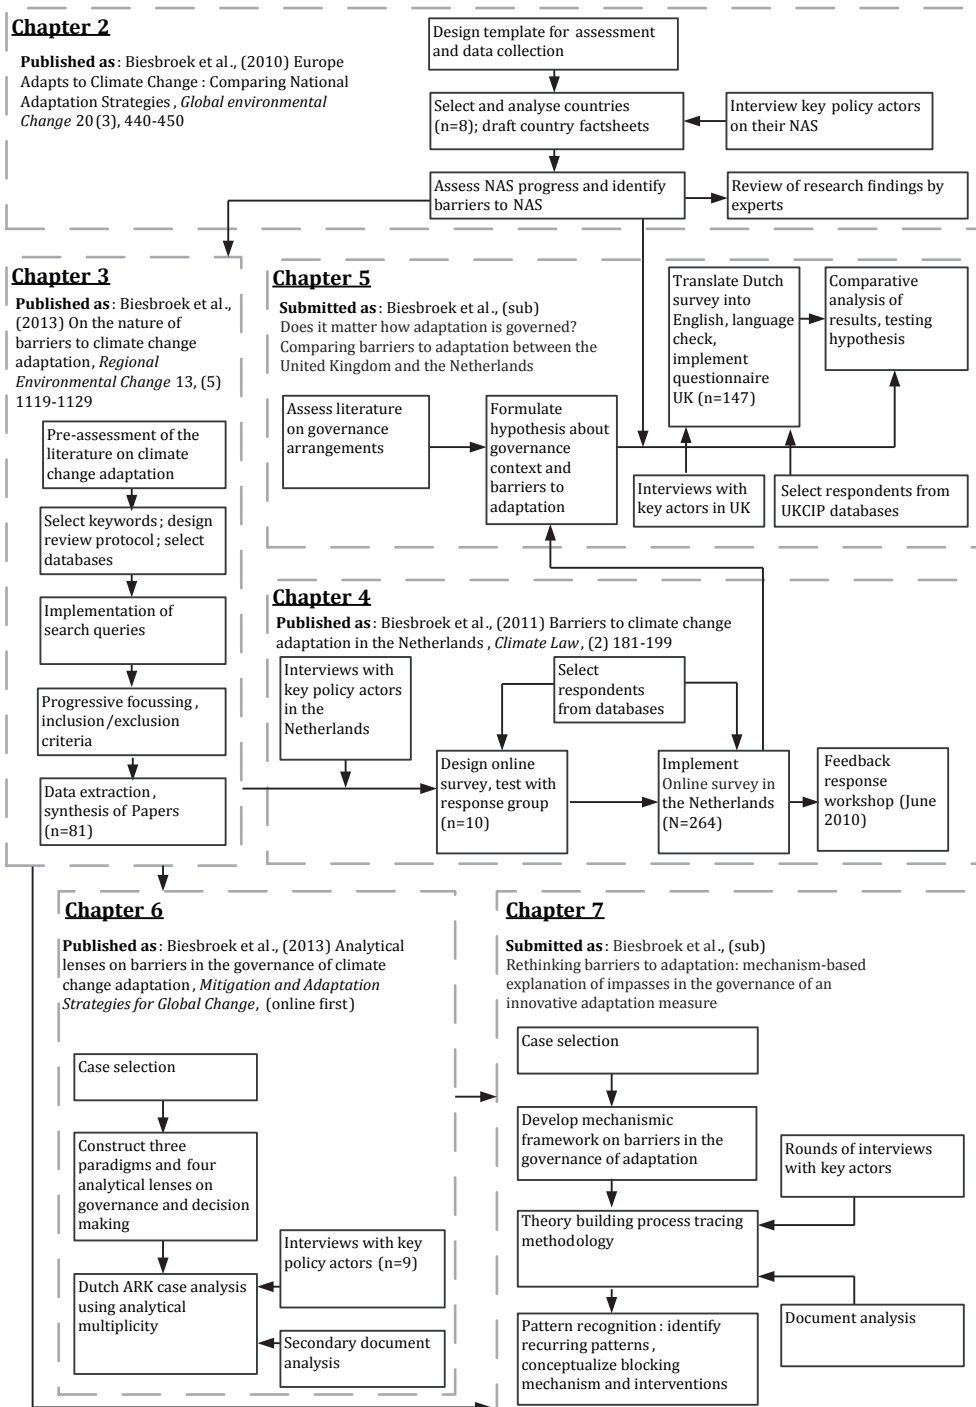 Chapter 2
Published as: Biesbroek et al., (2010) Europe
Adapts to Climate Change : Comparing National
Adaptation Strategies , Global environmental
Change 20 (3), 440-450
Design template for assessment
and data collection
Select and analyse countries
(n=8); draft country factsheets
Interview key policy actors
on their NAS
Assess NAS progress and identify
barriers to NAS
Review of research findings by
experts
Chapter 3
Published as: Biesbroek et al.,
(2013) On the nature of
barriers to climate change
adaptation, Regional
Environmental Change 13, (5)
1119-1129
Pre-assessment of the
literature on climate
change adaptation
Select keywords; design
review protocol; select
databases
Implementation of
search queries
Progressive focussing ,
inclusion/exclusion
criteria
Data extraction ,
synthesis of Papers
(n=81)
Chapter 5
Submitted as: Biesbroek et al., (sub)
Does it matter how adaptation is governed?
Comparing barriers to adaptation between the
United Kingdom and the Netherlands
Assess literature
on governance
arrangements
Formulate
hypothesis about
governance
context and
barriers to
adaptation
Translate Dutch
survey into
English, language
check,
implement
questionnaire
UK (n=147)
Comparative
analysis of
results, testing
hypothesis
Interviews with
key actors in UK
Select respondents from
UKCIP databases
Chapter 4
Published as: Biesbroek et al., (2011) Barriers to climate change
adaptation in the Netherlands , Climate Law, (2) 181-199
Interviews with
key policy actors
in the
Netherlands
Select
respondents
from databases
Design online
survey, test with
response group
(n=10)
Implement
Online survey in
the Netherlands
(N=264)
Feedback
response
workshop (June
2010)
Chapter 6
Published as: Biesbroek et al., (2013) Analytical
lenses on barriers in the governance of climate
change adaptation, Mitigation and Adaptation
Strategies for Global Change, (online first)
Case selection
Construct three
paradigms and four
analytical lenses on
governance and decision
making
Dutch ARK case analysis
using analytical
multiplicity
Interviews with key
policy actors (n=9)
Secondary document
analysis
Chapter 7
Submitted as: Biesbroek et al., (sub)
Rethinking barriers to adaptation: mechanism-based
explanation of impasses in the governance of an
innovative adaptation measure
Case selection
Develop mechanismic
framework on barriers in the
governance of adaptation
Rounds of interviews
with key actors
Theory building process tracing
methodology
Document analysis
Pattern recognition : identify
recurring patterns ,
conceptualize blocking
mechanism and interventions